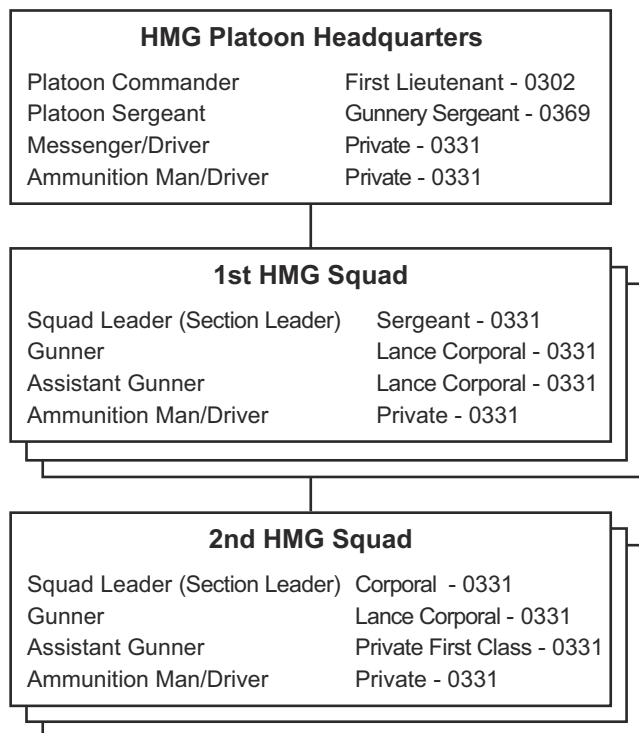 HMG Platoon Headquarters
Platoon Commander First Lieutenant - 0302
Platoon Sergeant Gunnery Sergeant - 0369
Messenger/Driver Private - 0331
Ammunition Man/Driver Private - 0331
1st HMG Squad
Squad Leader (Section Leader) Sergeant - 0331
Gunner Lance Corporal - 0331
Assistant Gunner Lance Corporal - 0331
Ammunition Man/Driver Private - 0331
2nd HMG Squad
Squad Leader (Section Leader) Corporal - 0331
Gunner Lance Corporal - 0331
Assistant Gunner Private First Class - 0331
Ammunition Man/Driver Private - 0331